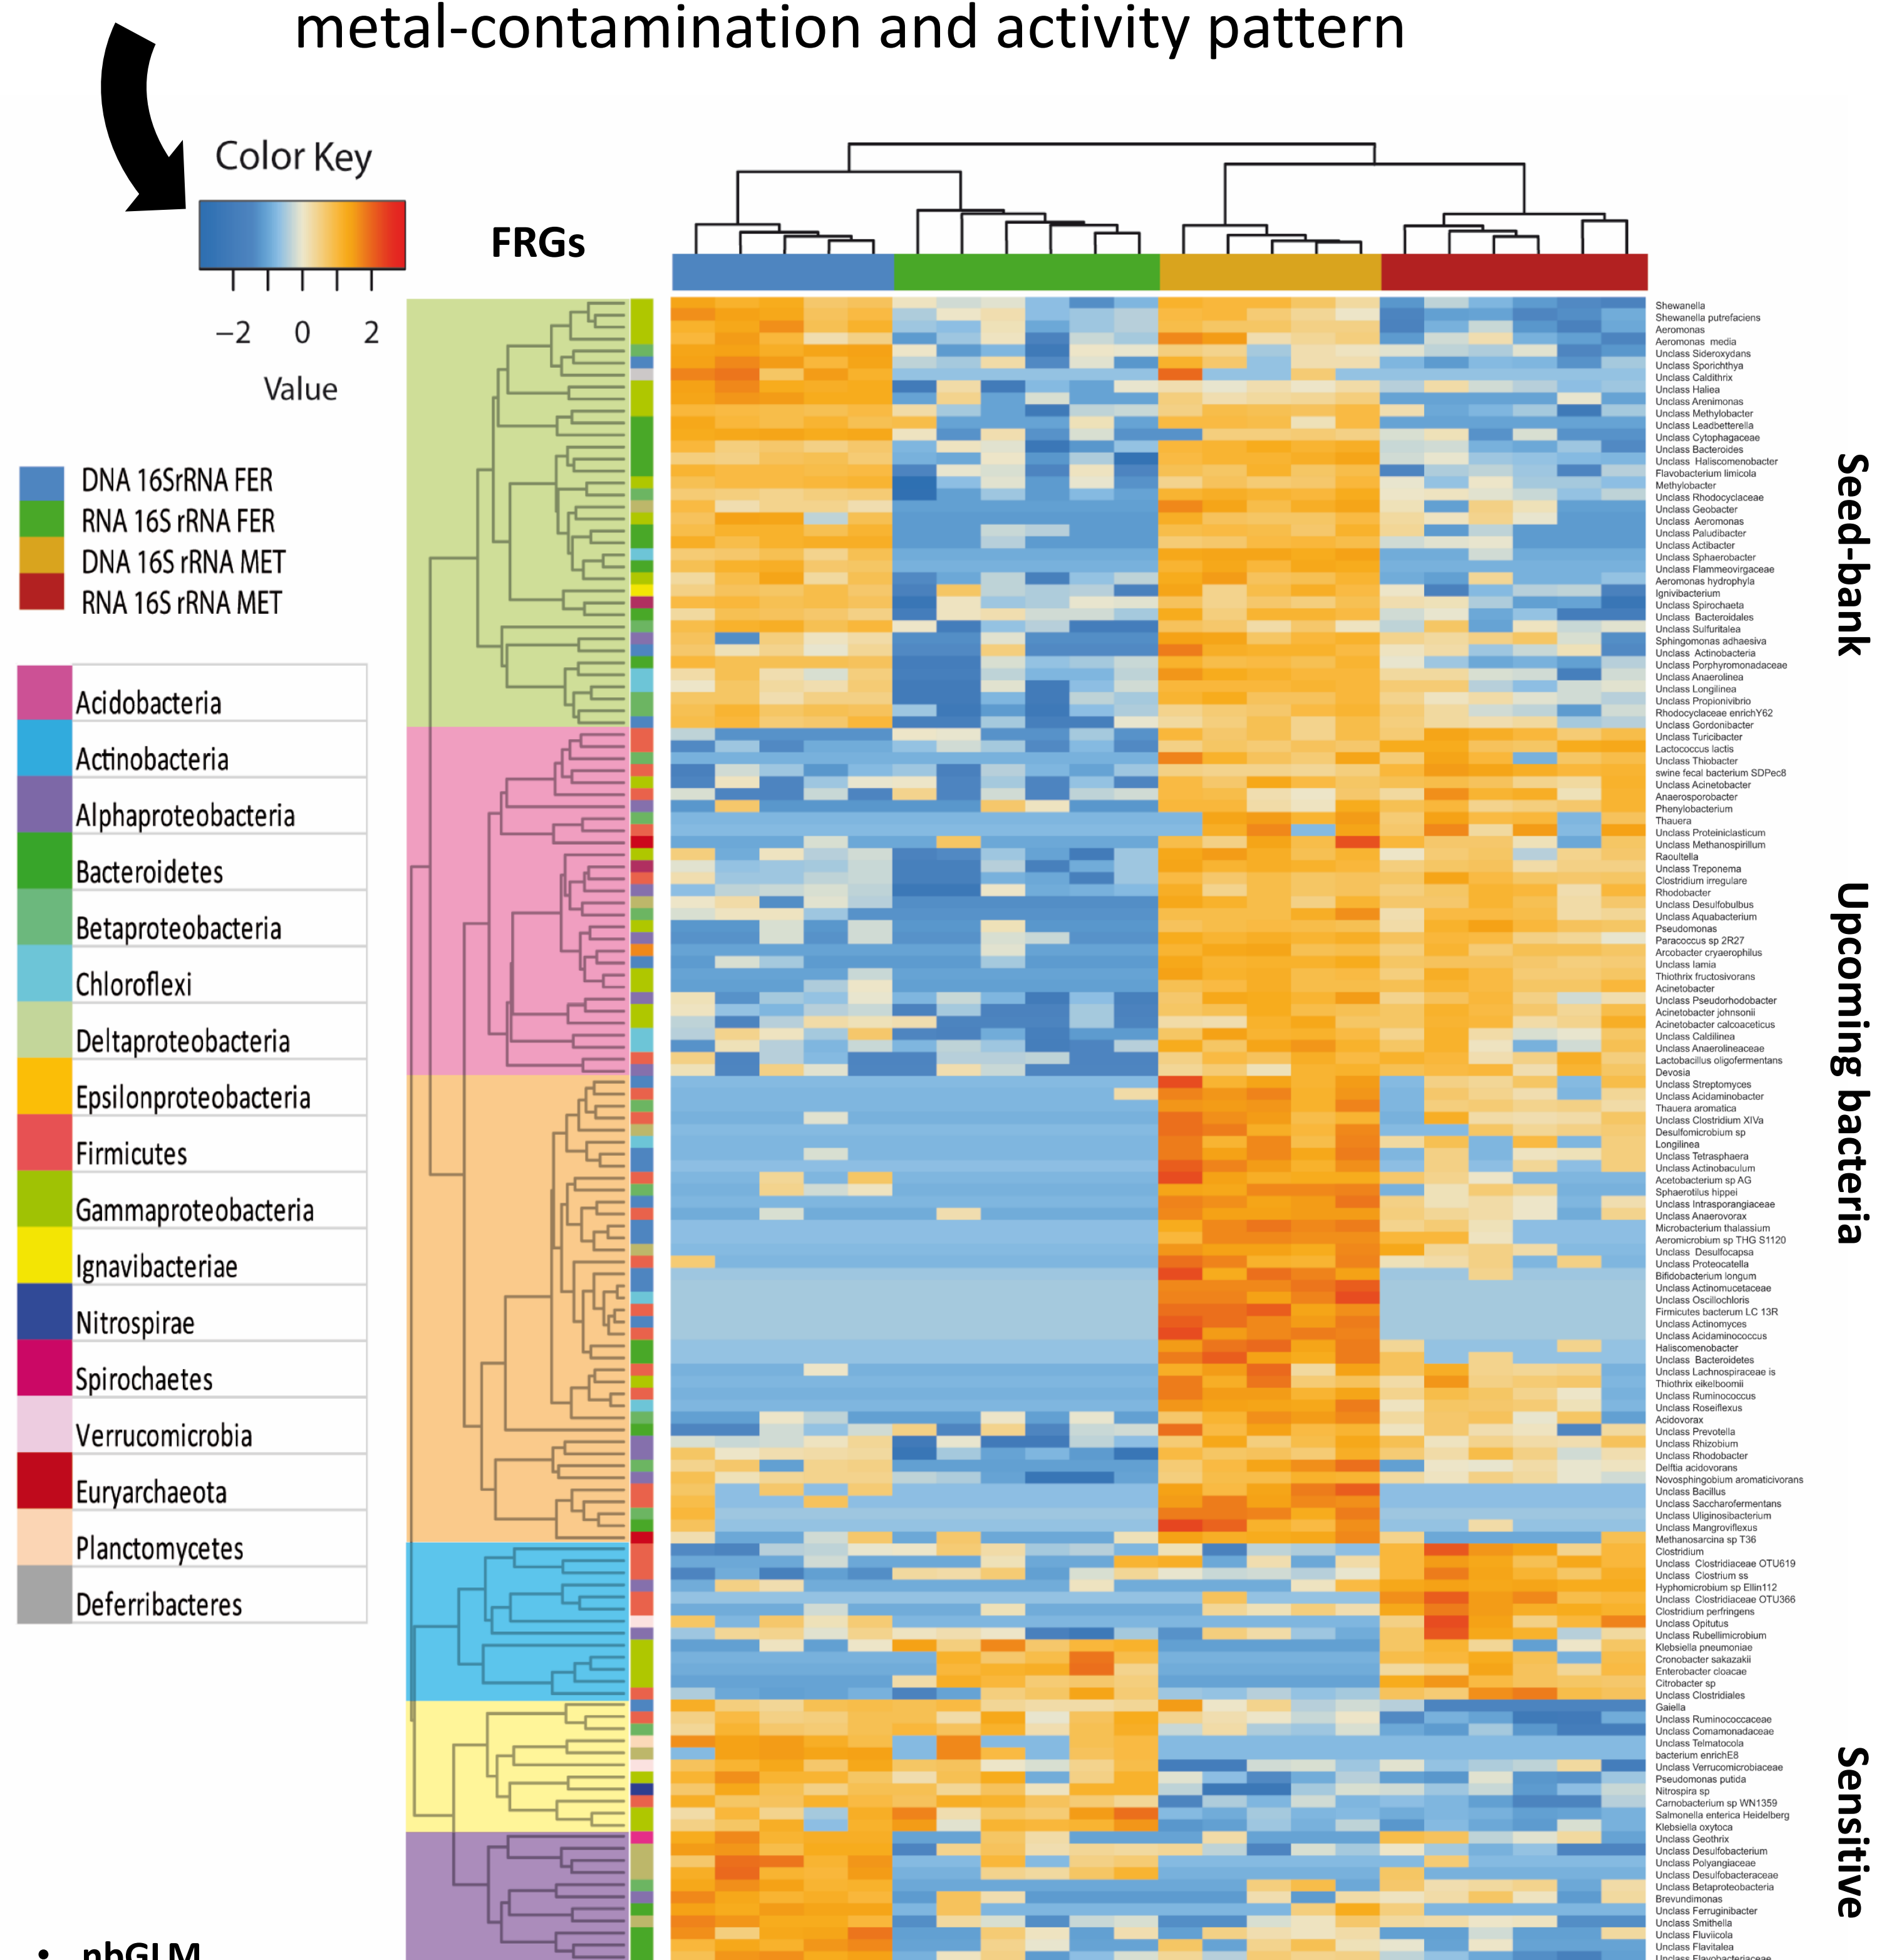 metal-contamination and activity pattern
Color Key
−2 0 2
Value
FRGs
DNA 16SrRNA FER
RNA 16S rRNA FER
DNA 16S rRNA MET
RNA 16S rRNA MET
Acidobacteria
Actinobacteria
Alphaproteobacteria
Bacteroidetes
Betaproteobacteria
Chloroflexi
Deltaproteobacteria
Epsilonproteobacteria
Firmicutes
Gammaproteobacteria
Ignavibacteriae
Nitrospirae
Spirochaetes
Verrucomicrobia
Euryarchaeota
Planctomycetes
Deferribacteres
• nbGLM
Shewanella
Shewanella putrefaciens
Aeromonas
Aeromonas media
Unclass Sideroxydans
Unclass Sporichthya
Unclass Caldithrix
Unclass Haliea
Unclass Arenimonas
Unclass Methylobacter
Unclass Leadbetterella
Unclass Cytophagaceae
Unclass Bacteroides
Unclass Haliscomenobacter
Flavobacterium limicola
Methylobacter
Unclass Rhodocyclaceae
Unclass Geobacter
Unclass Aeromonas
Unclass Paludibacter
Unclass Actibacter
Unclass Sphaerobacter
Unclass Flammeovirgaceae
Aeromonas hydrophyla
Ignivibacterium
Unclass Spirochaeta
Unclass Bacteroidales
Unclass Sulfuritalea
Sphingomonas adhaesiva
Unclass Actinobacteria
Unclass Porphyromonadaceae
Unclass Anaerolinea
Unclass Longilinea
Unclass Propionivibrio
Rhodocyclaceae enrichY62
Unclass Gordonibacter
Unclass Turicibacter
Lactococcus lactis
Unclass Thiobacter
swine fecal bacterium SDPec8
Unclass Acinetobacter
Anaerosporobacter
Phenylobacterium
Thauera
Unclass Proteiniclasticum
Unclass Methanospirillum
Raoultella
Unclass Treponema
Clostridium irregulare
Rhodobacter
Unclass Desulfobulbus
Unclass Aquabacterium
Pseudomonas
Paracoccus sp 2R27
Arcobacter cryaerophilus
Unclass Iamia
Thiothrix fructosivorans
Acinetobacter
Unclass Pseudorhodobacter
Acinetobacter johnsonii
Acinetobacter calcoaceticus
Unclass Caldilinea
Unclass Anaerolineaceae
Lactobacillus oligofermentans
Devosia
Unclass Streptomyces
Unclass Acidaminobacter
Thauera aromatica
Unclass Clostridium XIVa
Desulfomicrobium sp
Longilinea
Unclass Tetrasphaera
Unclass Actinobaculum
Acetobacterium sp AG
Sphaerotilus hippei
Unclass Intrasporangiaceae
Unclass Anaerovorax
Microbacterium thalassium
Aeromicrobium sp THG S1120
Unclass Desulfocapsa
Unclass Proteocatella
Bifidobacterium longum
Unclass Actinomucetaceae
Unclass Oscillochloris
Firmicutes bacterum LC 13R
Unclass Actinomyces
Unclass Acidaminococcus
Haliscomenobacter
Unclass Bacteroidetes
Unclass Lachnospiraceae is
Thiothrix eikelboomii
Unclass Ruminococcus
Unclass Roseiflexus
Acidovorax
Unclass Prevotella
Unclass Rhizobium
Unclass Rhodobacter
Delftia acidovorans
Novosphingobium aromaticivorans
Unclass Bacillus
Unclass Saccharofermentans
Unclass Uliginosibacterium
Unclass Mangroviflexus
Methanosarcina sp T36
Clostridium
Unclass Clostridiaceae OTU619
Unclass Clostrium ss
Hyphomicrobium sp Ellin112
Unclass Clostridiaceae OTU366
Clostridium perfringens
Unclass Opitutus
Unclass Rubellimicrobium
Klebsiella pneumoniae
Cronobacter sakazakii
Enterobacter cloacae
Citrobacter sp
Unclass Clostridiales
Gaiella
Unclass Ruminococcaceae
Unclass Comamonadaceae
Unclass Telmatocola
bacterium enrichE8
Unclass Verrucomicrobiaceae
Pseudomonas putida
Nitrospira sp
Carnobacterium sp WN1359
Salmonella enterica Heidelberg
Klebsiella oxytoca
Unclass Geothrix
Unclass Desulfobacterium
Unclass Polyangiaceae
Unclass Desulfobacteraceae
Unclass Betaproteobacteria
Brevundimonas
Unclass Ferruginibacter
Unclass Smithella
Unclass Fluviicola
Unclass Flavitalea
Unclass Flavobacteriaceae
Seed-bank
Upcoming bacteria
Sensitive